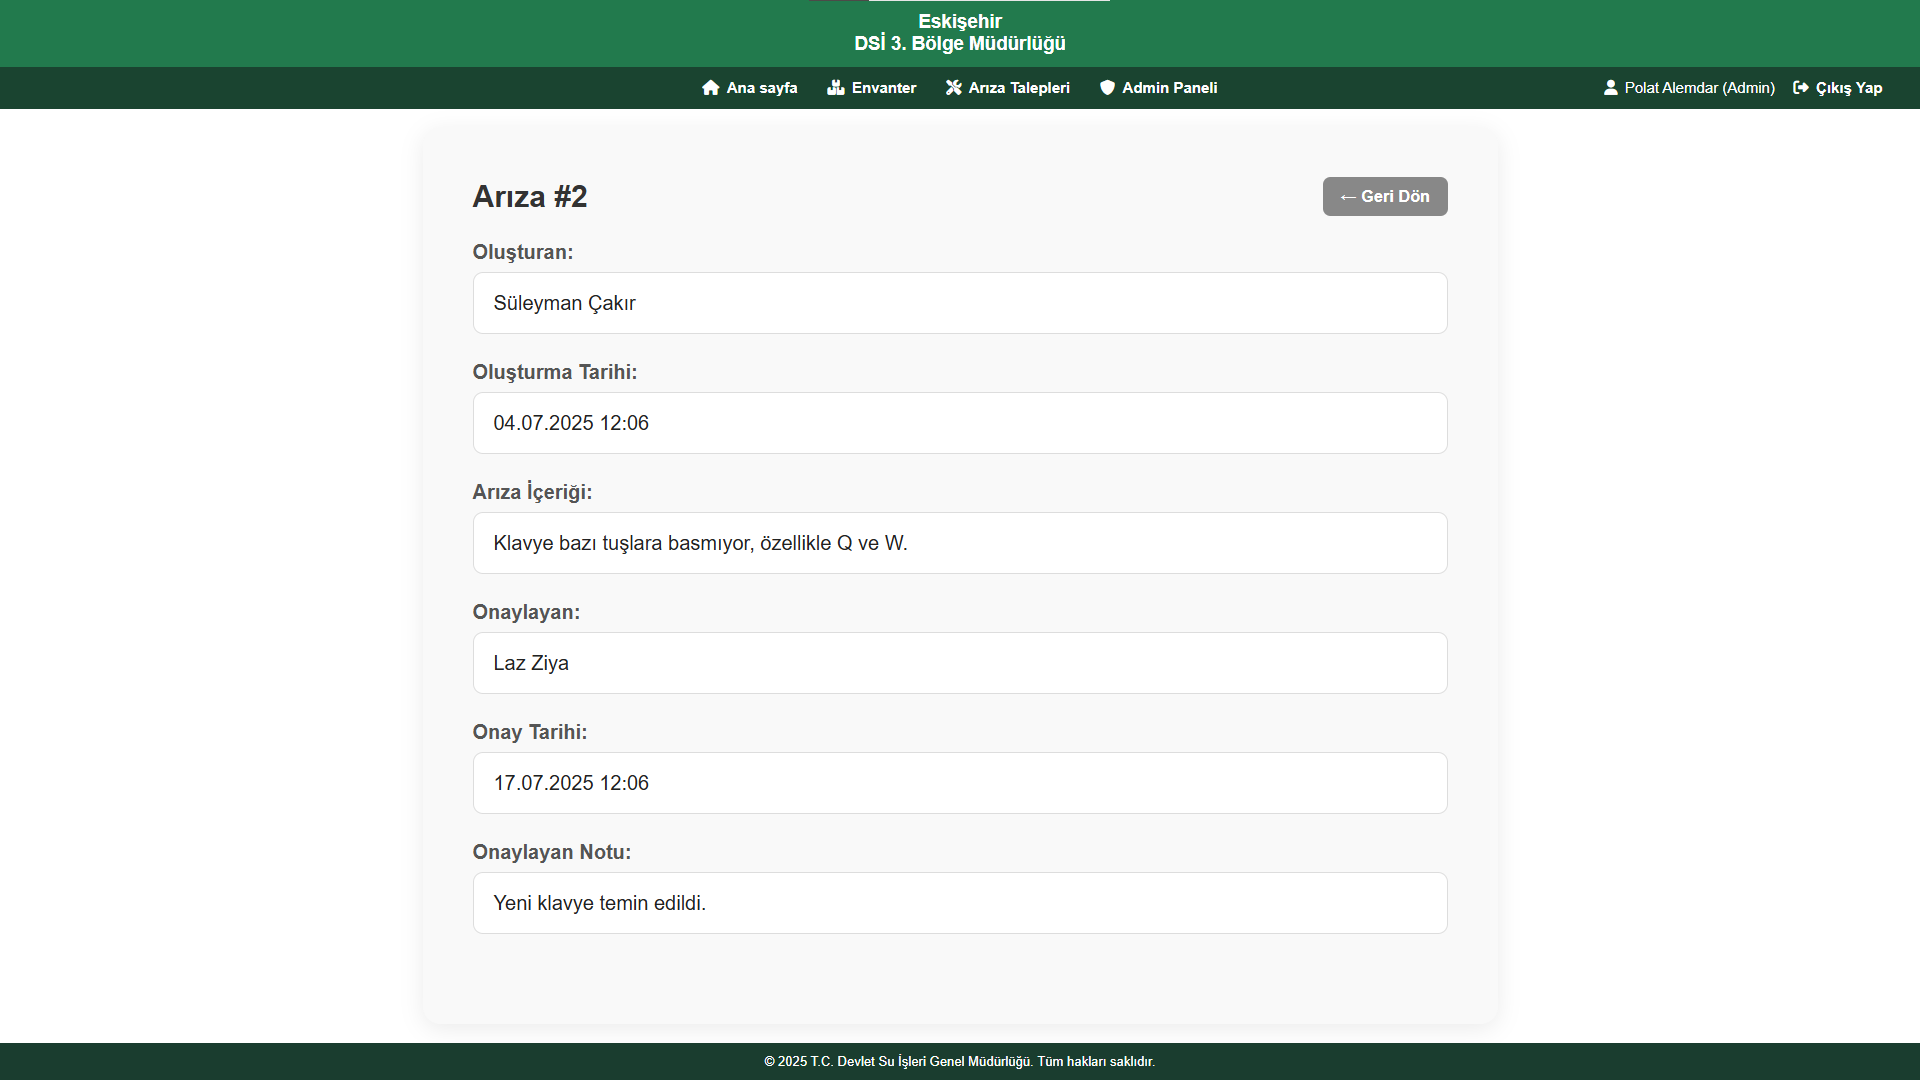 Eskişehir
DSİ 3. Bölge Müdürlüğü
Ana sayfa Envanter Arıza Talepleri Admin Paneli Polat Alemdar (Admin) Çıkış Yap
Arıza #2
← Geri Dön
Oluşturan:
Süleyman Çakır
Oluşturma Tarihi:
04.07.2025 12:06
Arıza İçeriği:
Klavye bazı tuşlara basmıyor, özellikle Q ve W.
Onaylayan:
Laz Ziya
Onay Tarihi:
17.07.2025 12:06
Onaylayan Notu:
Yeni klavye temin edildi.
© 2025 T.C. Devlet Su İşleri Genel Müdürlüğü. Tüm hakları saklıdır.